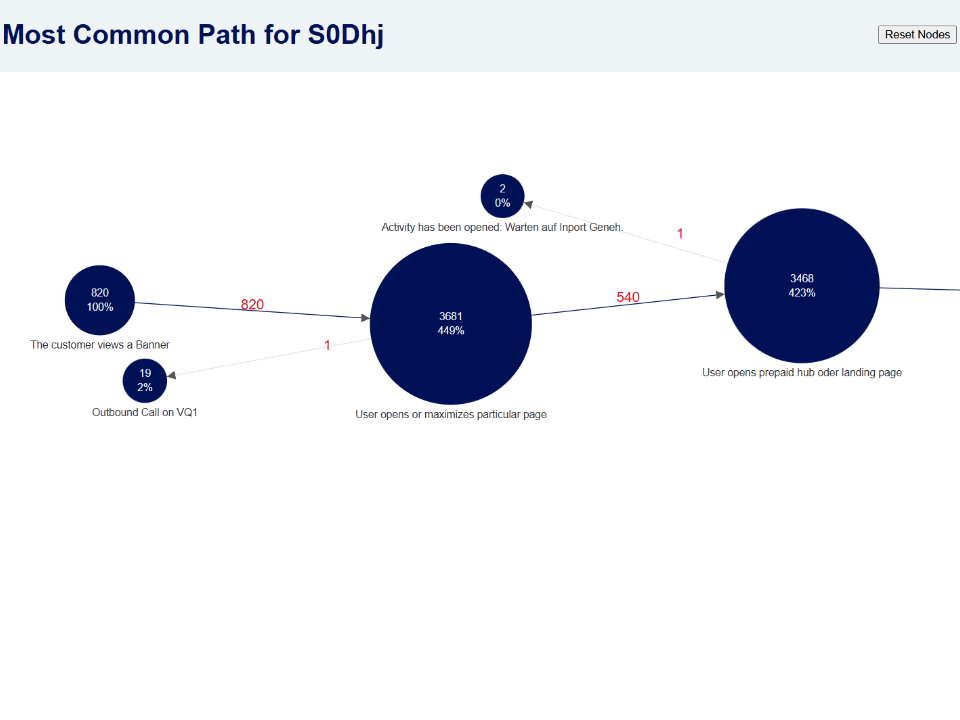 Most Common Path for S0Dhj
Reset Nodes
2
0%
Activity has been opened: Warten auf Inport Geneh.
1
820
100%
The customer views a Banner
820
3681
449%
User opens or maximizes particular page
540
3468
423%
User opens prepaid hub oder landing page
1
19
2%
Outbound Call on VQ1